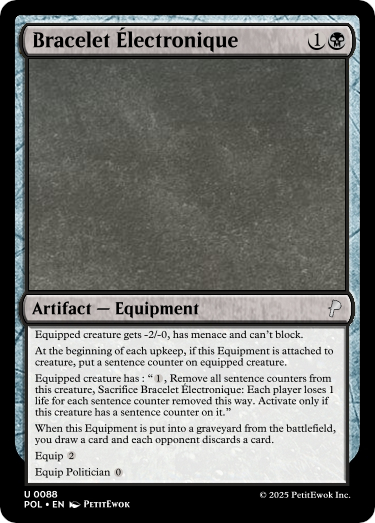 Bracelet Électronique 1
Artifact — Equipment
Equipped creature gets -2/-0, has menace and can't block.
At the beginning of each upkeep, if this Equipment is attached to
creature, put a sentence counter on equipped creature.
Equipped creature has : “ 1 , Remove all sentence counters from
this creature, Sacrifice Bracelet Électronique: Each player loses 1
life for each sentence counter removed this way. Activate only if
this creature has a sentence counter on it.”
When this Equipment is put into a graveyard from the battlefield,
you draw a card and each opponent discards a card.
Equip 2
Equip Politician 0
U 0088
POL • EN PetitEwok
© 2025 PetitEwok Inc.